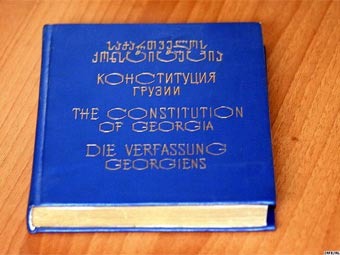 საქართველოს
კონსტიტუცია
КОНСТИТУЦИЯ
ГРУЗИИ
THE CONSTITUTION
OF GEORGIA
DIE VERFASSUNG
GEORGIENS